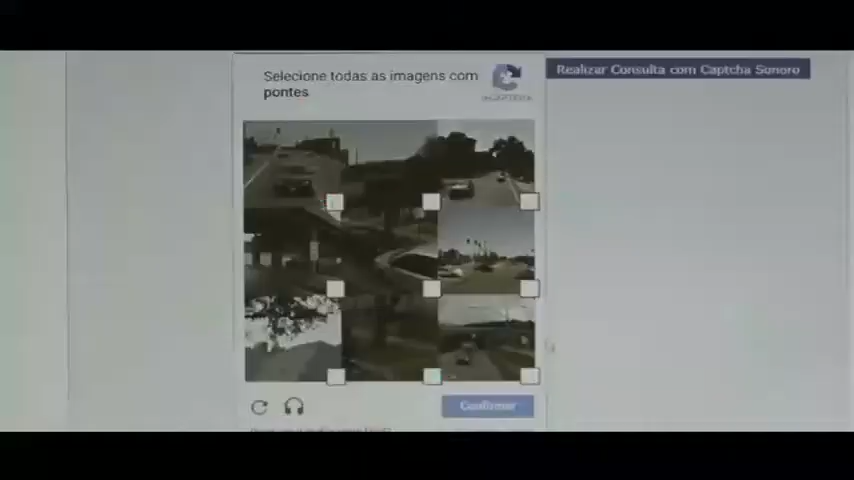 Selecione todas as imagens com
pontes
Realizar Consulta com Captcha Sonoro
Confirmar